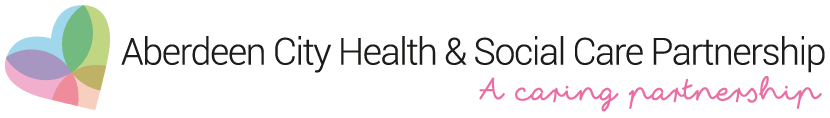 Aberdeen City Health & Social Care Partnership
A caring partnership